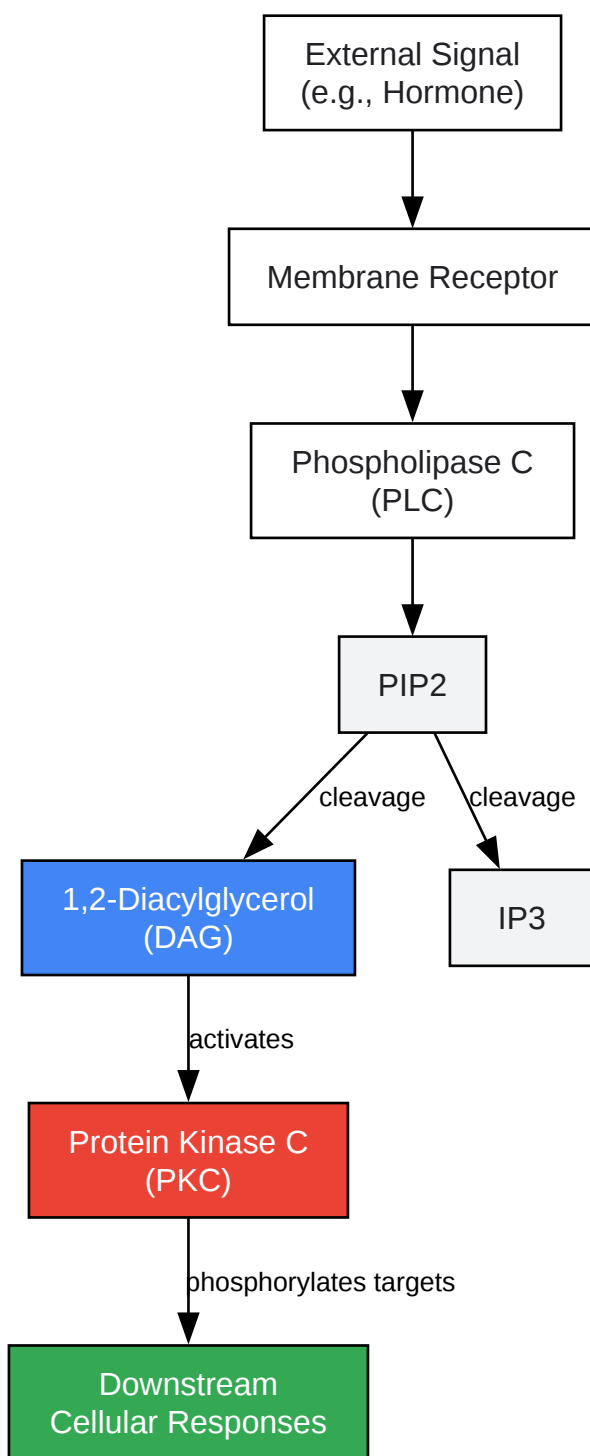 External Signal
(e.g., Hormone)
Membrane Receptor
Phospholipase C
(PLC)
PIP2
cleavage
cleavage
1,2-Diacylglycerol
(DAG)
IP3
activates
Protein Kinase C
(PKC)
phosphorylates targets
Downstream
Cellular Responses